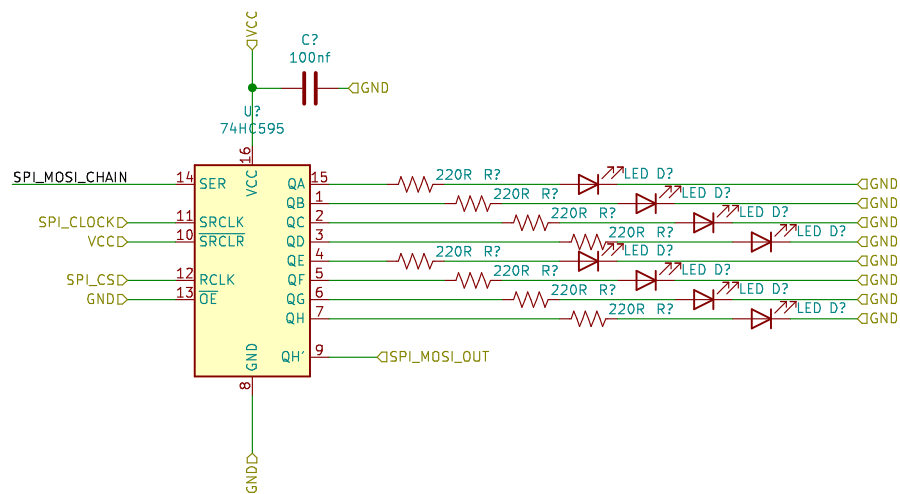 VCC
C?
100nf
GND
U?
74HC595
16
VCC
SPI_MOSI_CHAIN 14 SER QA 15 220R R? LED D? GND
QB 1 220R R? LED D? GND
SPI_CLOCK 11 SRCLK QC 2 220R R? LED D? GND
VCC 10 SRCLR QD 3 220R R? LED D? GND
QE 4 220R R? LED D? GND
SPI_CS 12 RCLK QF 5 220R R? LED D? GND
GND 13 OE QG 6 220R R? LED D? GND
QH 7 220R R? LED D? GND
GND QH' 9 SPI_MOSI_OUT
8
GND